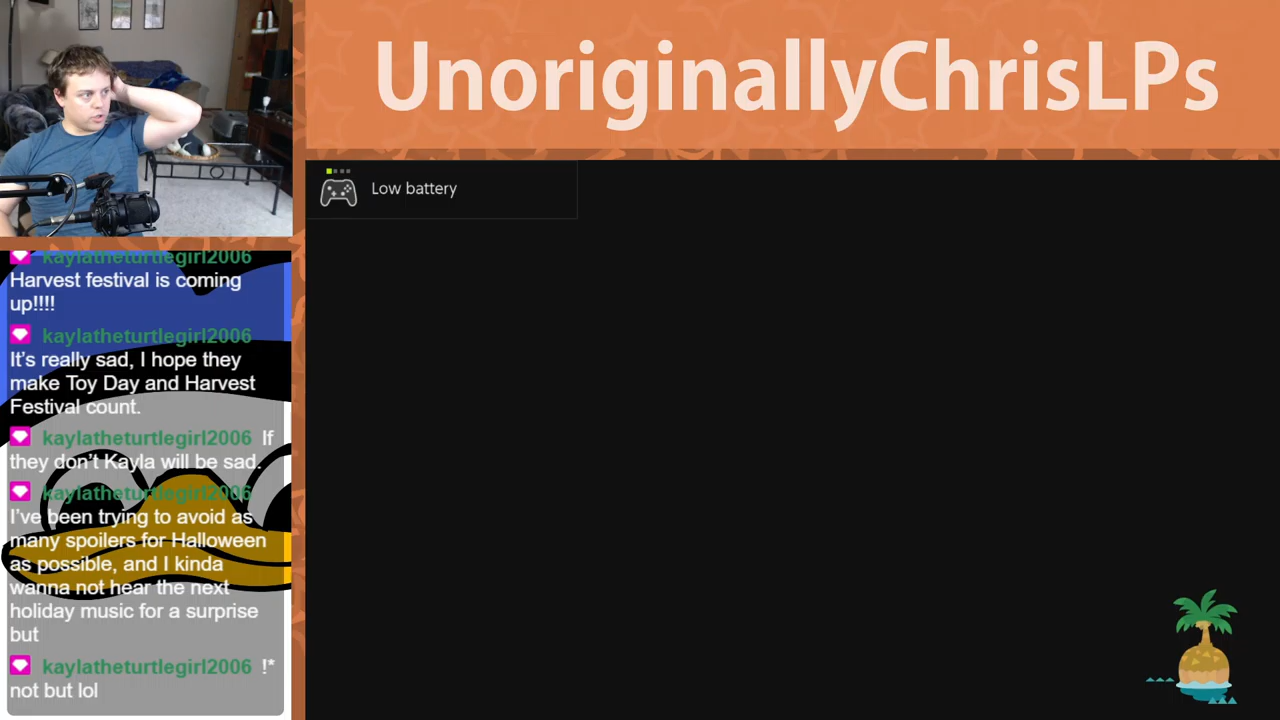 UnoriginallyChrisLPs
Low battery
kaylatheturtlegirl2006
Harvest festival is coming
up!!!!
kaylatheturtlegirl2006
It's really sad, I hope they
make Toy Day and Harvest
Festival count.
kaylatheturtlegirl2006 If
they don't Kayla will be sad.
kaylatheturtlegirl2006
I've been trying to avoid as
many spoilers for Halloween
as possible, and I kinda
wanna not hear the next
holiday music for a surprise
but
kaylatheturtlegirl2006 !*
not but lol